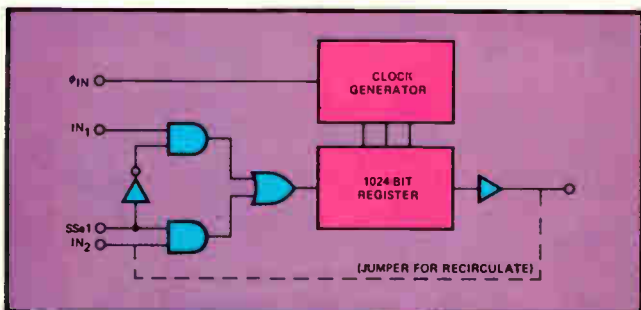 CLOCK
GENERATOR
φIN
IN1
1024-BIT
REGISTER
SSel
IN2
(JUMPER FOR RECIRCULATE)